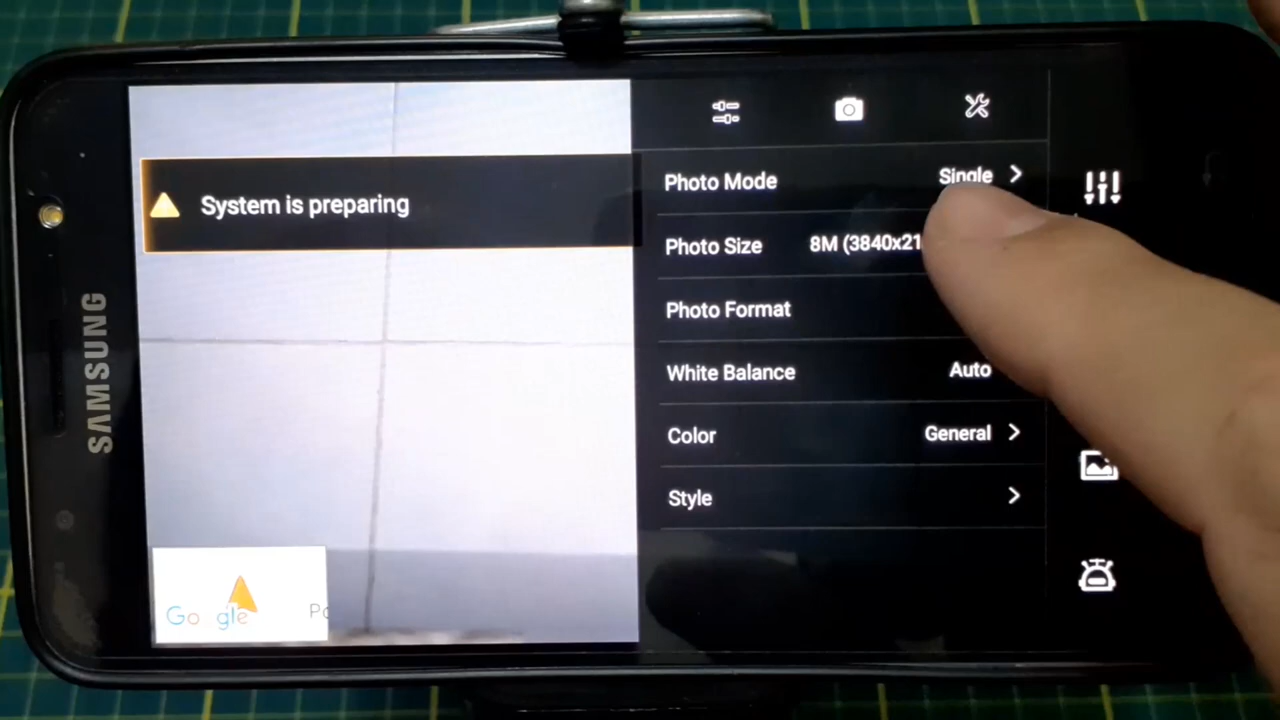 SAMSUNG
System is preparing
Google
Photo Mode Single
Photo Size 8M (3840x21
Photo Format
White Balance Auto
Color General
Style